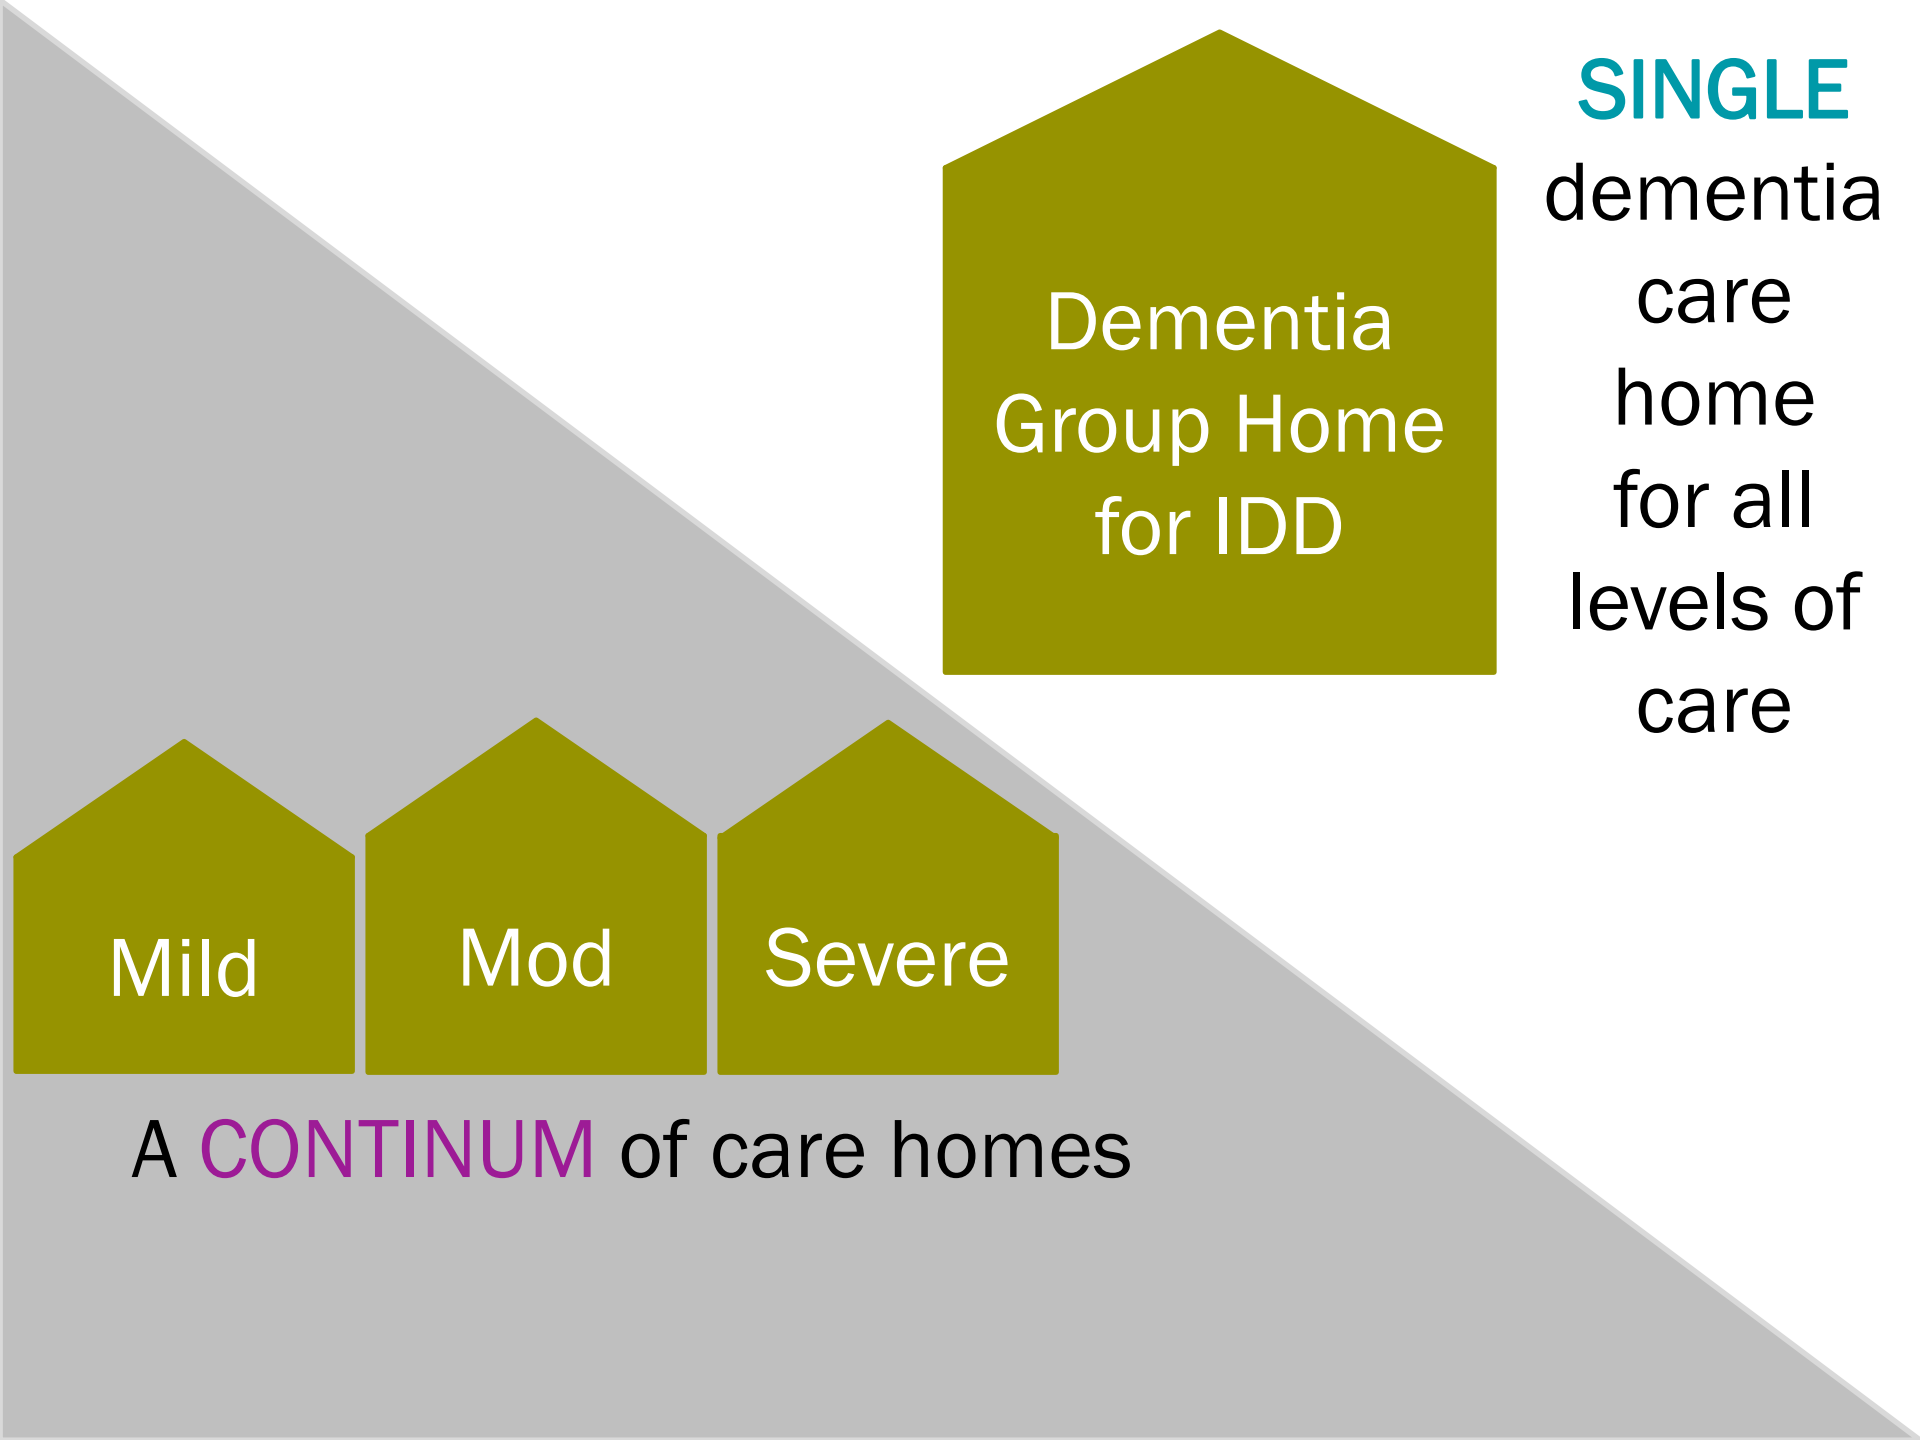 SINGLE
dementia
care
home
for all
levels of
care
Dementia
Group Home
for IDD
Mild
Mod
Severe
A CONTINUM of care homes